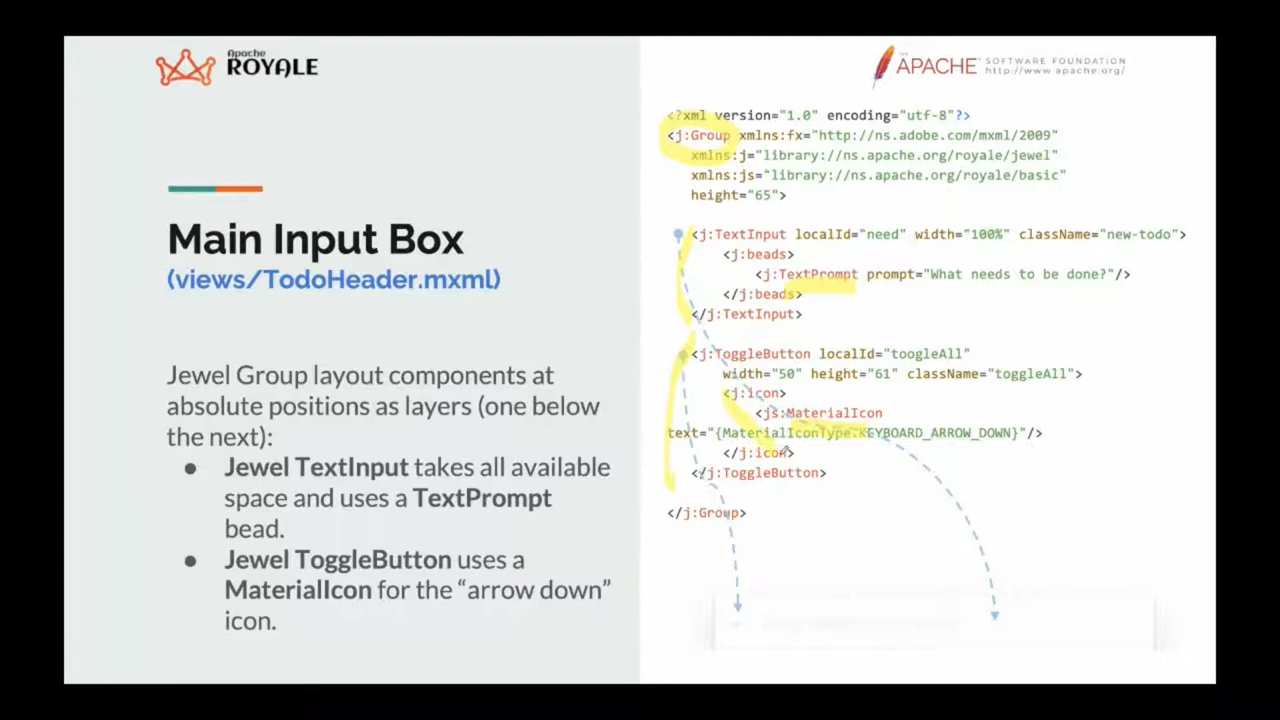 Apache
ROYALE
THE
APACHE SOFTWARE FOUNDATION
http://www.apache.org/
Main Input Box
(views/TodoHeader.mxml)
Jewel Group layout components at
absolute positions as layers (one below
the next):
● Jewel TextInput takes all available
space and uses a TextPrompt
bead.
● Jewel ToggleButton uses a
MaterialIcon for the “arrow down”
icon.
<?xml version="1.0" encoding="utf-8"?>
<j:Group xmlns:fx="http://ns.adobe.com/mxml/2009"
xmlns:j="library://ns.apache.org/royale/jewel"
xmlns:js="library://ns.apache.org/royale/basic"
height="65">
<j:TextInput localId="need" width="100%" className="new-todo">
<j:beads>
<j:TextPrompt prompt="What needs to be done?"/>
</j:beads>
</j:TextInput>
<j:ToggleButton localId="toogleAll"
width="50" height="61" className="toggleAll">
<j:icon>
<js:MaterialIcon
text="{MaterialIconType.KEYBOARD_ARROW_DOWN}"/>
</j:icon>
</j:ToggleButton>
</j:Group>